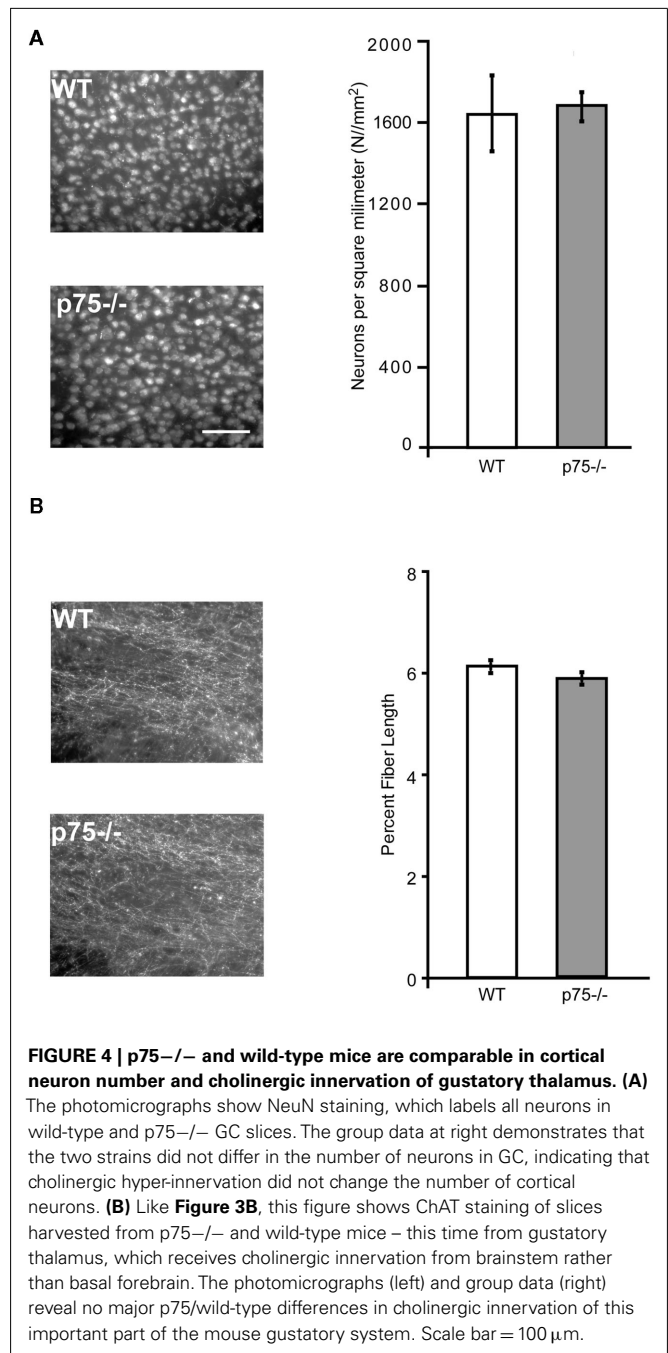 A
WT
p75-/-
Neurons per square milimeter (N//mm²)
2000
1600
1200
800
400
0
WT
p75-/-
B
WT
p75-/-
Percent Fiber Length
8
6
4
2
0
WT
p75-/-
FIGURE 4 | p75−/− and wild-type mice are comparable in cortical
neuron number and cholinergic innervation of gustatory thalamus. (A)
The photomicrographs show NeuN staining, which labels all neurons in
wild-type and p75−/− GC slices. The group data at right demonstrates that
the two strains did not differ in the number of neurons in GC, indicating that
cholinergic hyper-innervation did not change the number of cortical
neurons. (B) Like Figure 3B, this figure shows ChAT staining of slices
harvested from p75−/− and wild-type mice – this time from gustatory
thalamus, which receives cholinergic innervation from brainstem rather
than basal forebrain. The photomicrographs (left) and group data (right)
reveal no major p75/wild-type differences in cholinergic innervation of this
important part of the mouse gustatory system. Scale bar = 100 μm.